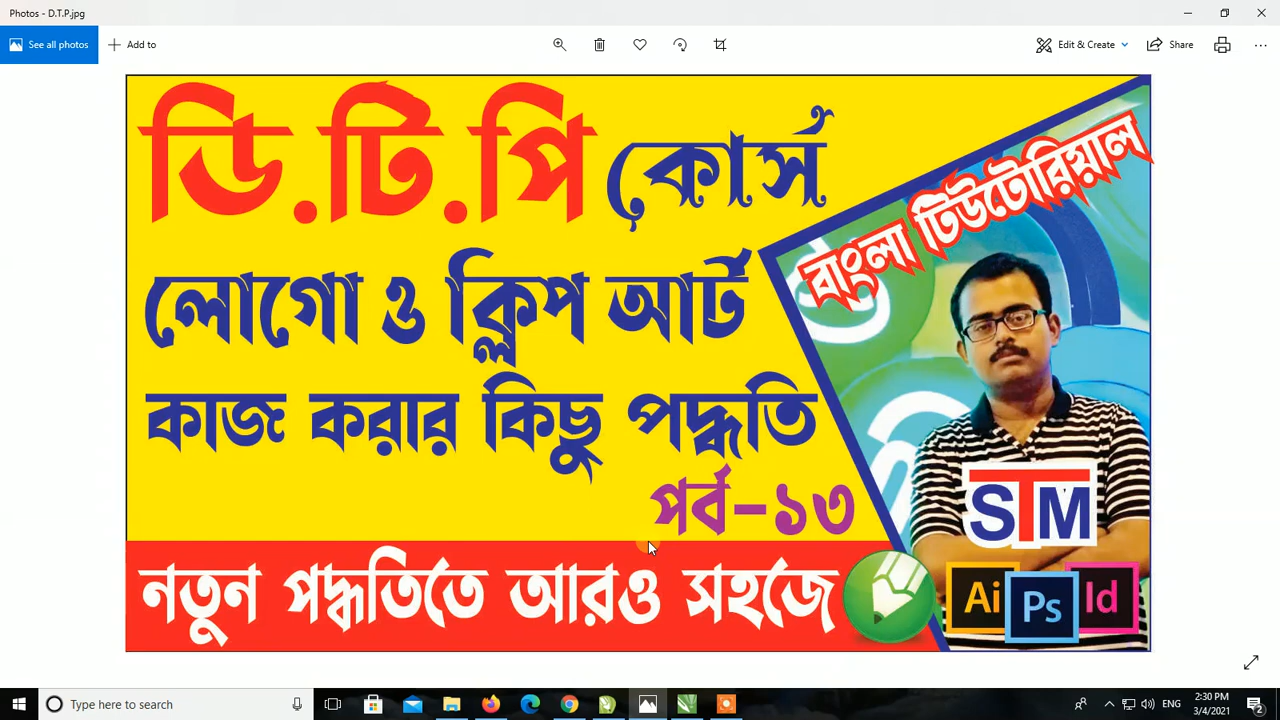 Photos - D.T.P.jpg
See all photos
Add to
Edit & Create
Share
ডি.টি.পি কোর্স
বাংলা টিউটোরিয়াল
লোগো ও ক্লিপ আর্ট
কাজ করার কিছু পদ্ধতি
পর্ব-১৩
STM
নতুন পদ্ধতিতে আরও সহজে
Ai Ps Id
Type here to search
ENG
2:30 PM
3/4/2021
2